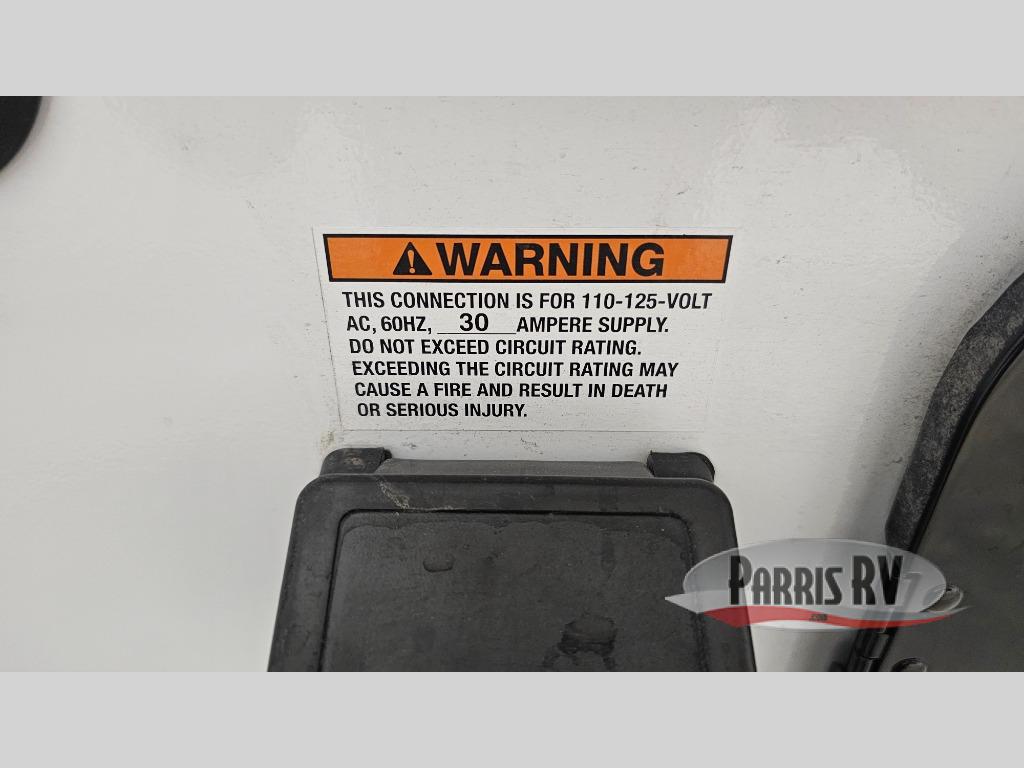 WARNING
THIS CONNECTION IS FOR 110-125-VOLT
AC, 60HZ, 30 AMPERE SUPPLY.
DO NOT EXCEED CIRCUIT RATING.
EXCEEDING THE CIRCUIT RATING MAY
CAUSE A FIRE AND RESULT IN DEATH
OR SERIOUS INJURY.
PARRIS RV
.com